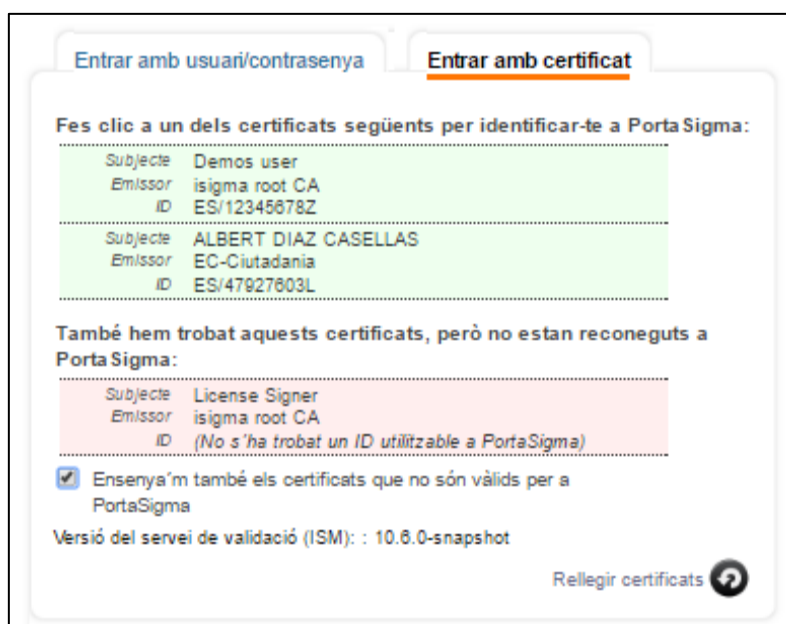 Entrar amb usuari/contrasenya Entrar amb certificat
Fes clic a un dels certificats següents per identificar-te a PortaSigma:
Subjecte Demos user
Emissor isigma root CA
ID ES/12345678Z
Subjecte ALBERT DIAZ CASELLAS
Emissor EC-Ciutadania
ID ES/47927603L
També hem trobat aquests certificats, però no estan reconeguts a
PortaSigma:
Subjecte License Signer
Emissor isigma root CA
ID (No s'ha trobat un ID utilitzable a PortaSigma)
Ensenya'm també els certificats que no són vàlids per a
PortaSigma
Versió del servei de validació (ISM): : 10.6.0-snapshot
Rellegir certificats